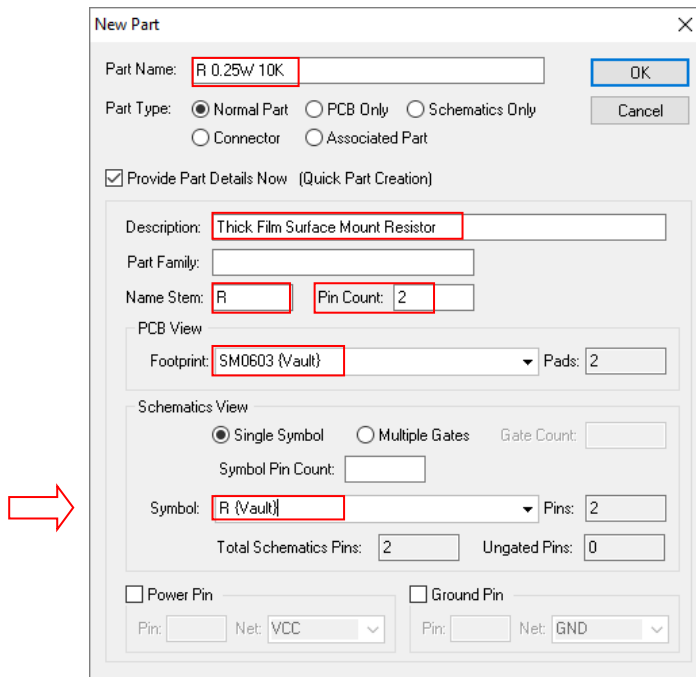 New Part
Part Name: R 0.25W 10K OK
Part Type: Normal Part PCB Only Schematics Only Cancel
Connector Associated Part
Provide Part Details Now (Quick Part Creation)
Description: Thick Film Surface Mount Resistor
Part Family:
Name Stem: R Pin Count: 2
PCB View
Footprint: SM0603 {Vault} Pads: 2
Schematics View
Single Symbol Multiple Gates Gate Count:
Symbol Pin Count:
Symbol: R {Vault} Pins: 2
Total Schematics Pins: 2 Ungated Pins: 0
Power Pin Ground Pin
Pin: Net: VCC Pin: Net: GND